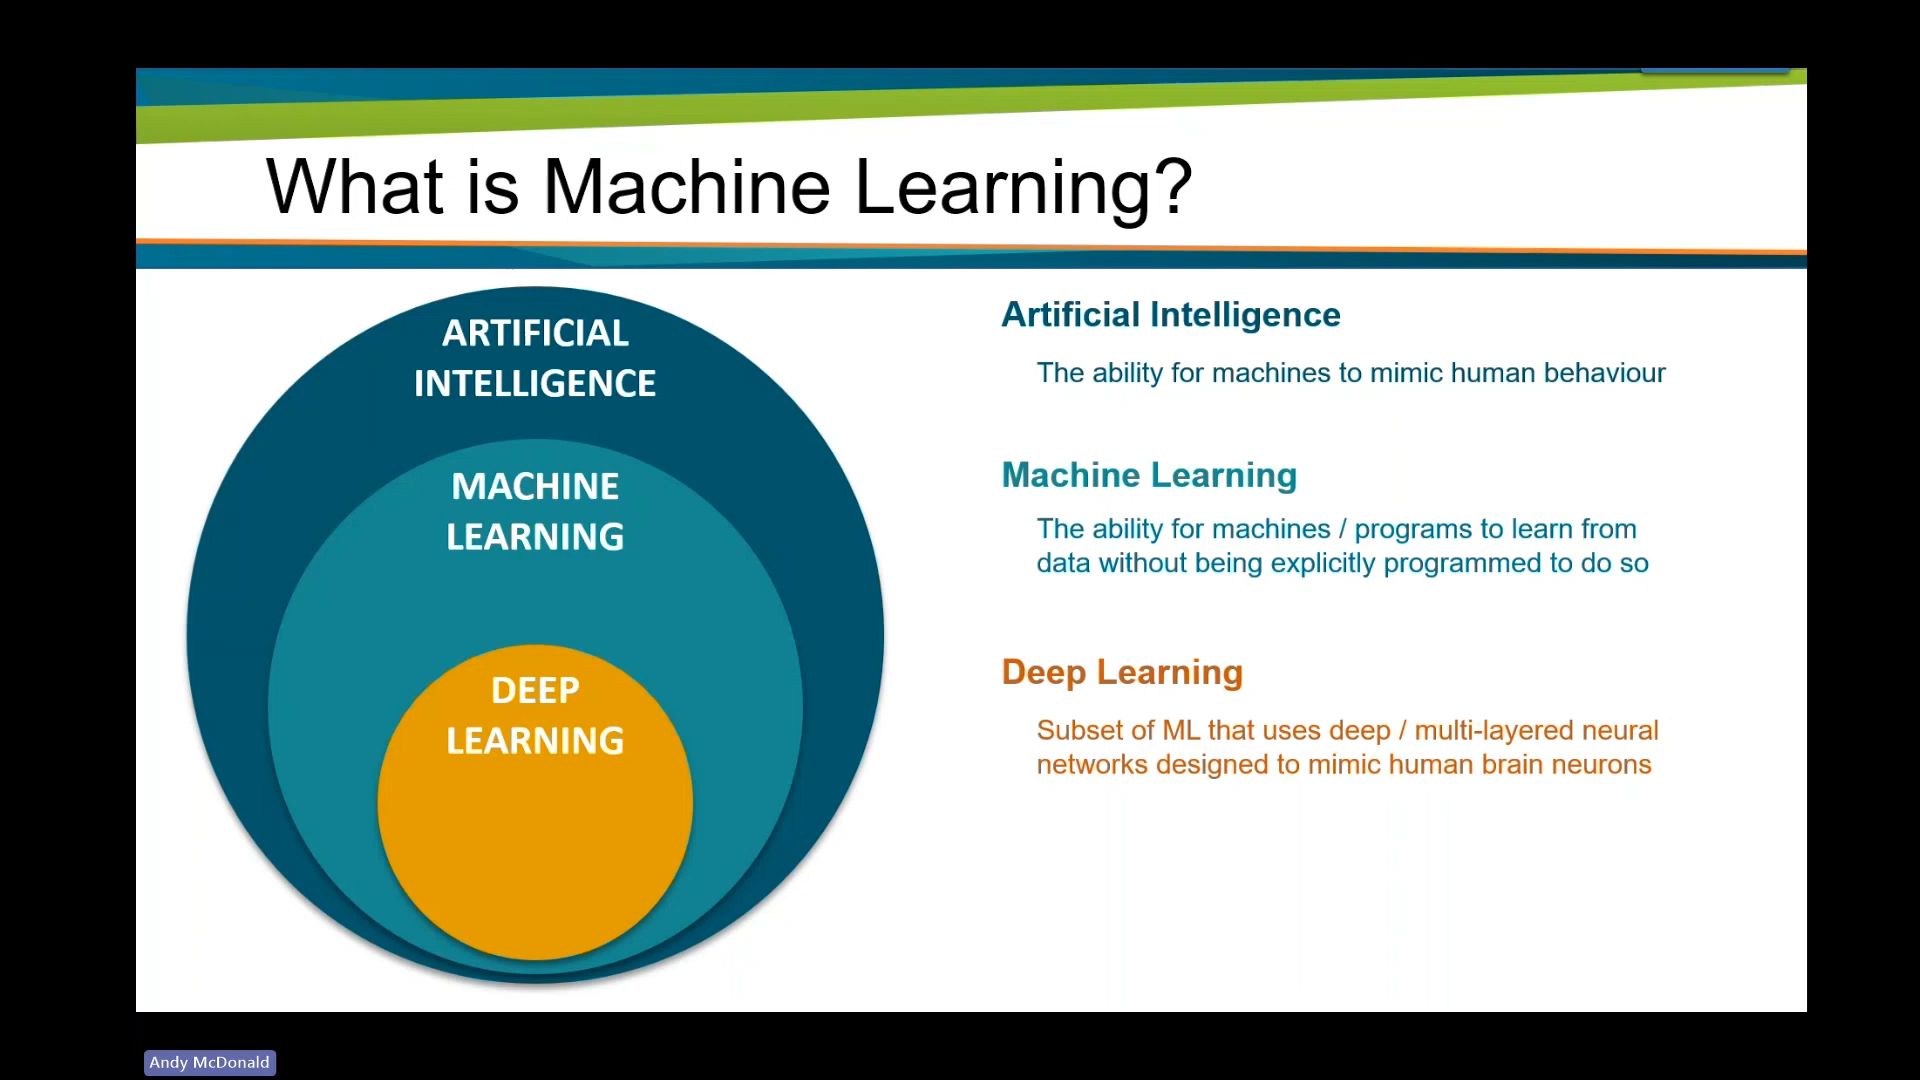 What is Machine Learning?
ARTIFICIAL
INTELLIGENCE
MACHINE
LEARNING
DEEP
LEARNING
Artificial Intelligence
The ability for machines to mimic human behaviour
Machine Learning
The ability for machines / programs to learn from
data without being explicitly programmed to do so
Deep Learning
Subset of ML that uses deep / multi-layered neural
networks designed to mimic human brain neurons
Andy McDonald